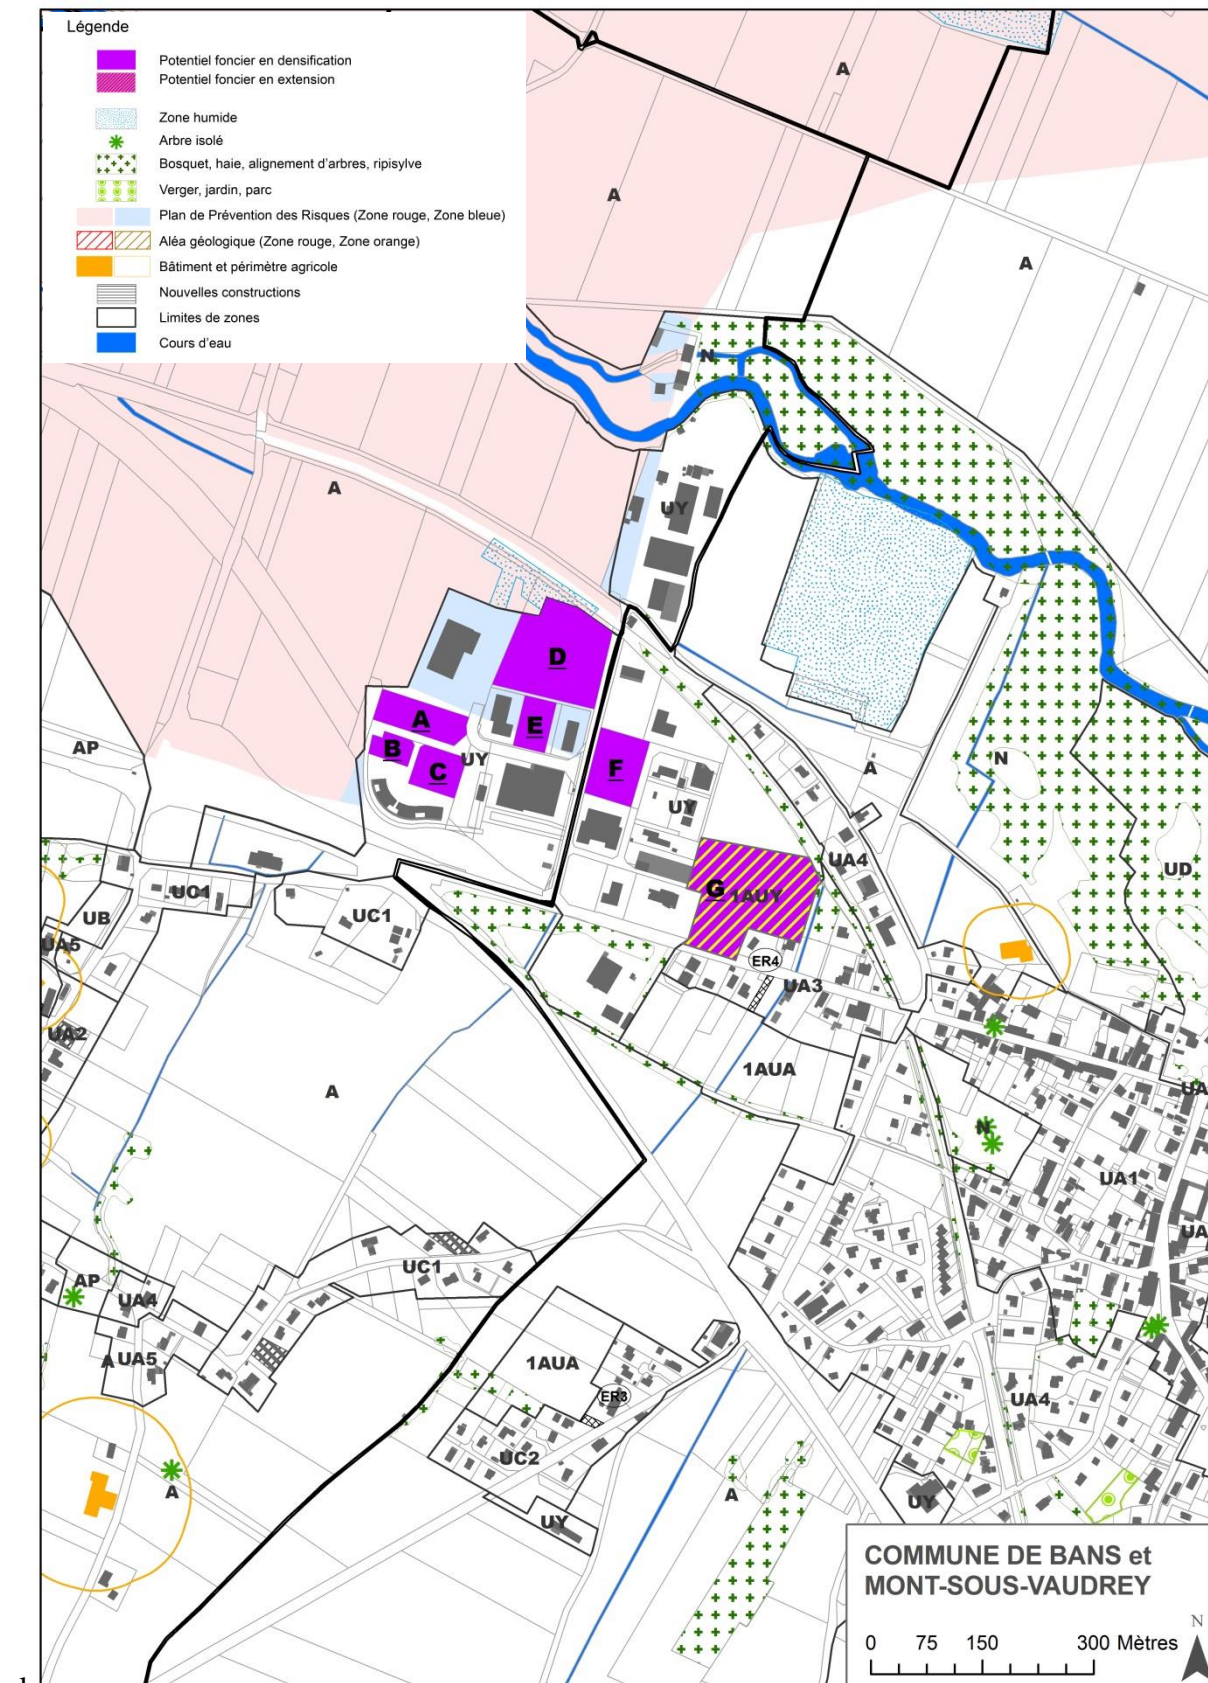 Légende
Potentiel foncier en densification
Potentiel foncier en extension
Zone humide
Arbre isolé
Bosquet, haie, alignement d'arbres, ripisylve
Verger, jardin, parc
Plan de Prévention des Risques (Zone rouge, Zone bleue)
Aléa géologique (Zone rouge, Zone orange)
Bâtiment et périmètre agricole
Nouvelles constructions
Limites de zones
Cours d'eau
A
A
A
N
A
UY
D
A
E
B
C
UY
F
AP
A
N
UY
UA4
UD
G 1AUY
UC1
UC1
UB
UA5
ER4
UA3
UA2
1AUA
A
N
UA
UA1
UA
UC1
AP
UA4
A
UA5
1AUA
ER3
UA4
UC2
A
A
UY
UY
COMMUNE DE BANS et
MONT-SOUS-VAUDREY
N
0 75 150 300 Mètres